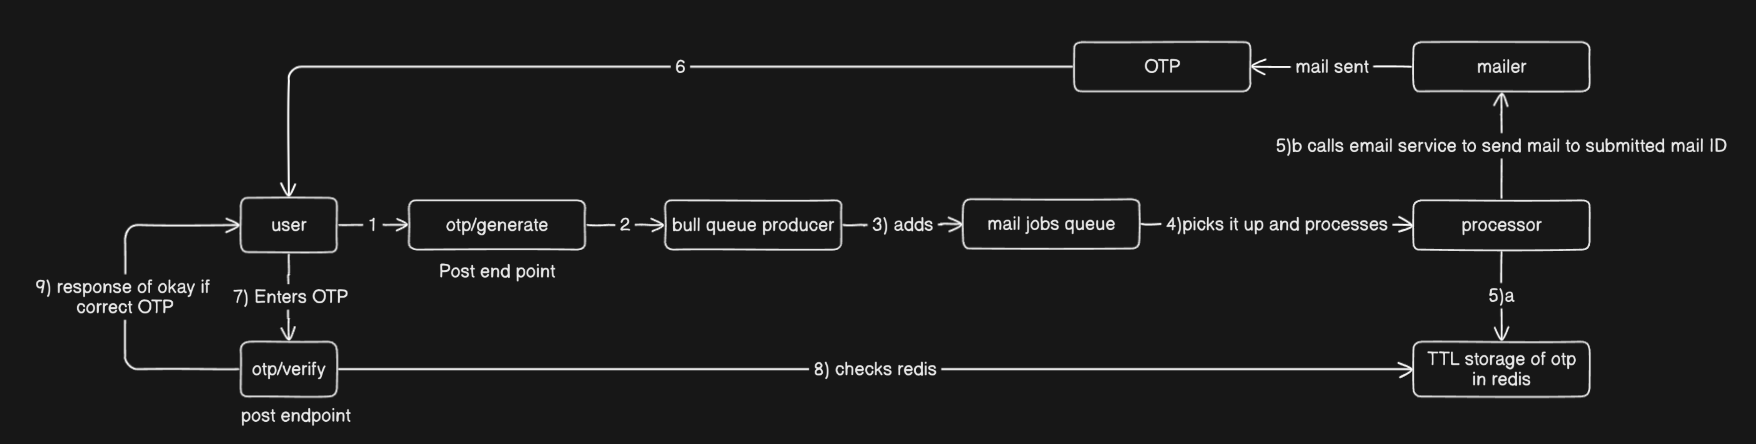 6
OTP
mail sent
mailer
5)b calls email service to send mail to submitted mail ID
user
1
otp/generate
2
bull queue producer
3) adds
mail jobs queue
4)picks it up and processes
processor
Post end point
9) response of okay if
correct OTP
7) Enters OTP
5)a
otp/verify
8) checks redis
TTL storage of otp
in redis
post endpoint